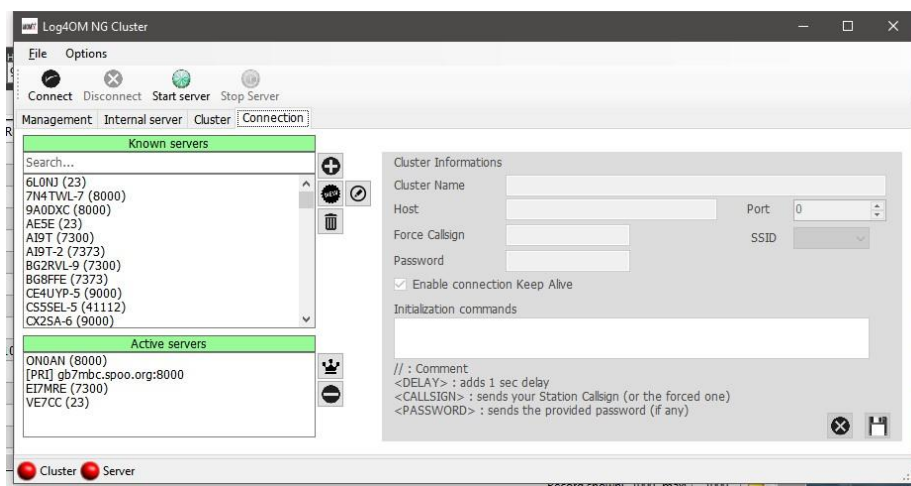 Log4OM NG Cluster
File Options
Connect Disconnect Start server Stop Server
Management Internal server Cluster Connection
Known servers
Search...
6L0NJ (23)
7N4TWL-7 (8000)
9A0DXC (8000)
AE5E (23)
AI9T (7300)
AI9T-2 (7373)
BG2RVL-9 (7300)
BG8FFE (7373)
CE4UYP-5 (9000)
CS5SEL-5 (41112)
CX2SA-6 (9000)
Active servers
ON0AN (8000)
[PRI] gb7mbc.spoo.org:8000
EI7MRE (7300)
VE7CC (23)
Cluster Informations
Cluster Name
Host Port 0
Force Callsign SSID
Password
Enable connection Keep Alive
Initialization commands
// : Comment
<DELAY> : adds 1 sec delay
<CALLSIGN> : sends your Station Callsign (or the forced one)
<PASSWORD> : sends the provided password (if any)
Cluster Server